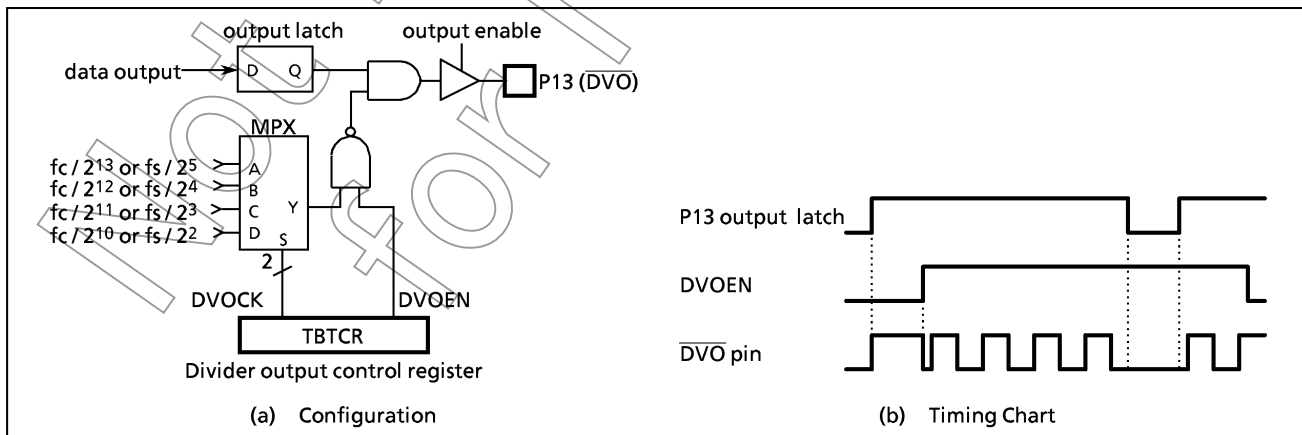 output latch
output enable
data output
D Q
P13 (DVO)
MPX
fc / 2¹³ or fs / 2⁵
A
fc / 2¹² or fs / 2⁴
B
fc / 2¹¹ or fs / 2³
C
Y
fc / 2¹⁰ or fs / 2²
D
S
2
DVOCK
DVOEN
TBTCR
Divider output control register
(a) Configuration
P13 output latch
DVOEN
DVO pin
(b) Timing Chart
Not
for